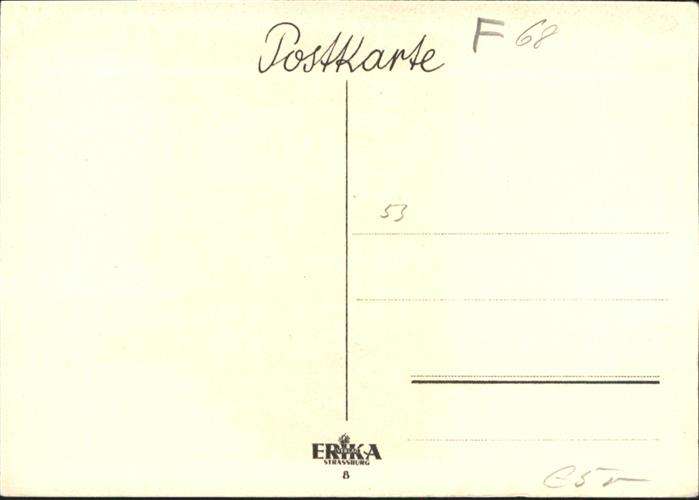 Postkarte
F 68
53
ERIKA
STRASSBURG
8